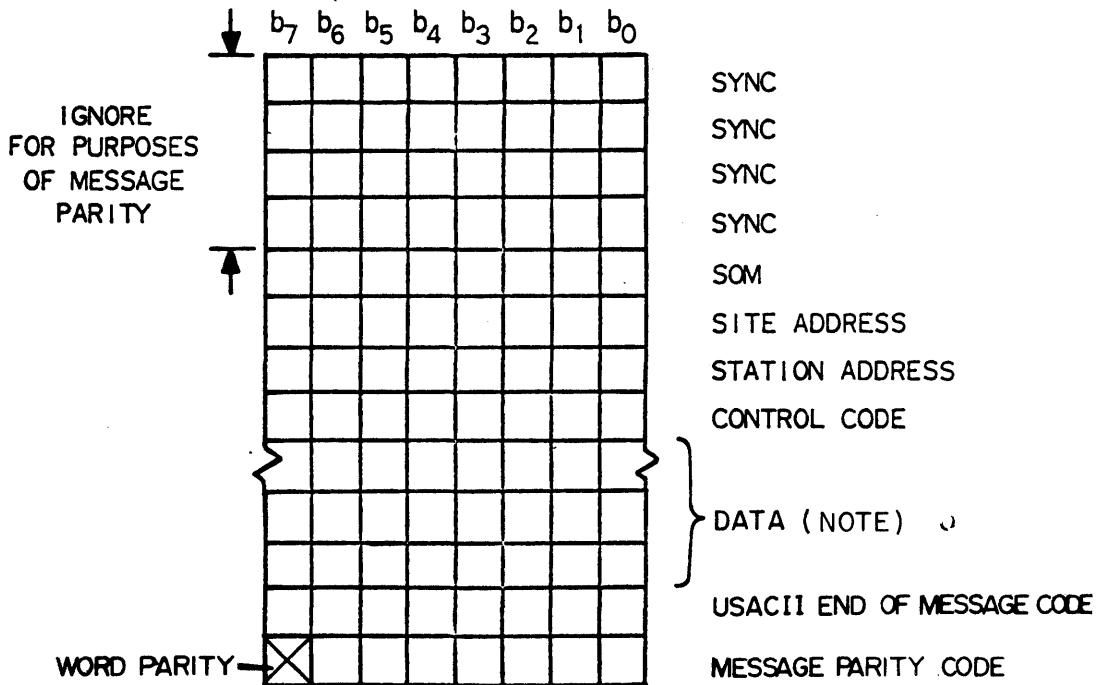 b7 b6 b5 b4 b3 b2 b1 b0
IGNORE
FOR PURPOSES
OF MESSAGE
PARITY
SYNC
SYNC
SYNC
SYNC
SOM
SITE ADDRESS
STATION ADDRESS
CONTROL CODE
DATA (NOTE)
USACII END OF MESSAGE CODE
WORD PARITY
MESSAGE PARITY CODE